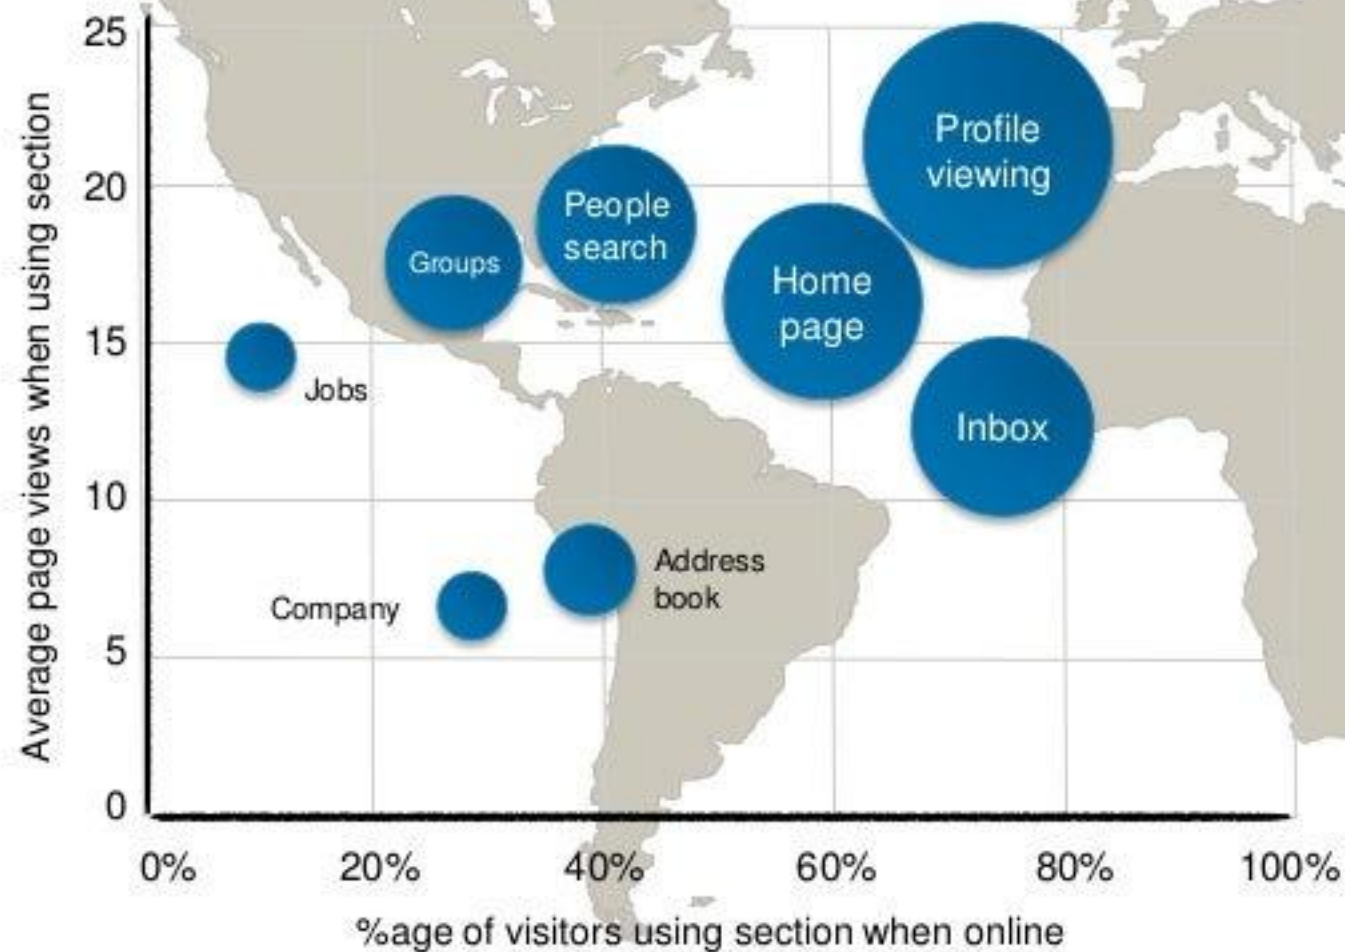 Average page views when using section
25
20
15
10
5
0
Profile
viewing
People
search
Groups
Home
page
Jobs
Inbox
Address
book
Company
0%
20%
40%
60%
80%
100%
%age of visitors using section when online